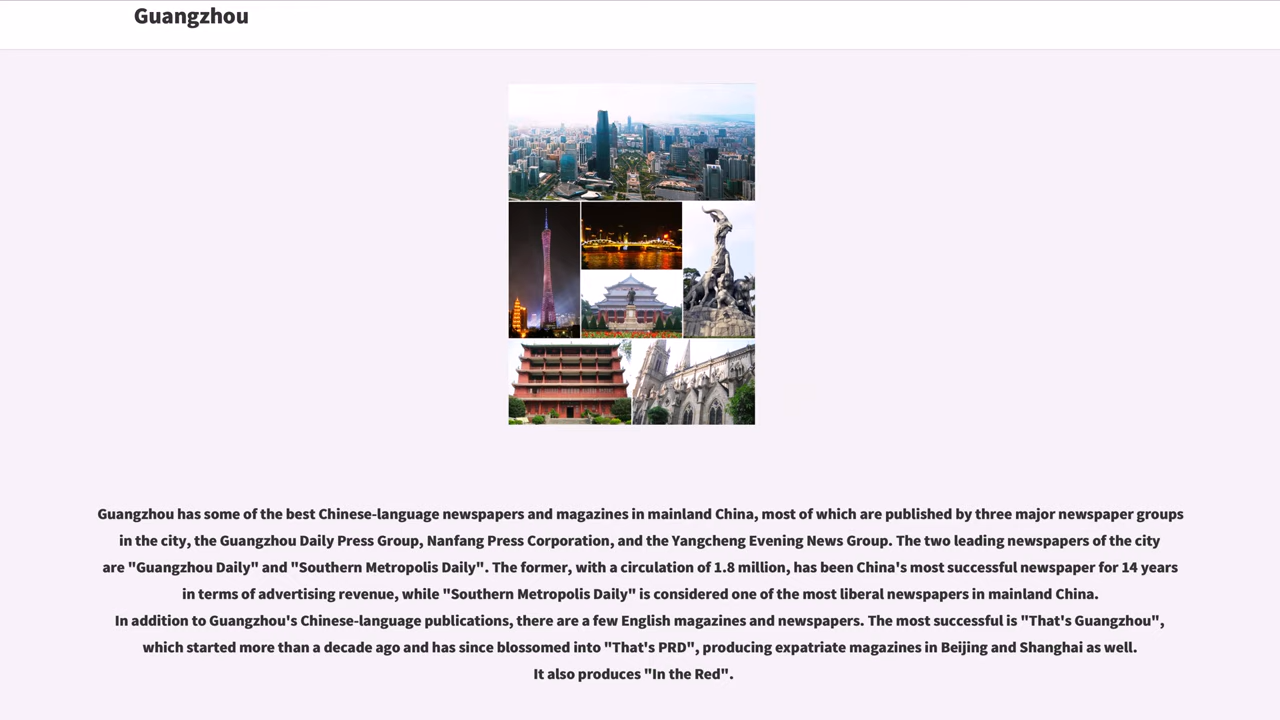 Guangzhou
Guangzhou has some of the best Chinese-language newspapers and magazines in mainland China, most of which are published by three major newspaper groups
in the city, the Guangzhou Daily Press Group, Nanfang Press Corporation, and the Yangcheng Evening News Group. The two leading newspapers of the city
are "Guangzhou Daily" and "Southern Metropolis Daily". The former, with a circulation of 1.8 million, has been China's most successful newspaper for 14 years
in terms of advertising revenue, while "Southern Metropolis Daily" is considered one of the most liberal newspapers in mainland China.
In addition to Guangzhou's Chinese-language publications, there are a few English magazines and newspapers. The most successful is "That's Guangzhou",
which started more than a decade ago and has since blossomed into "That's PRD", producing expatriate magazines in Beijing and Shanghai as well.
It also produces "In the Red".